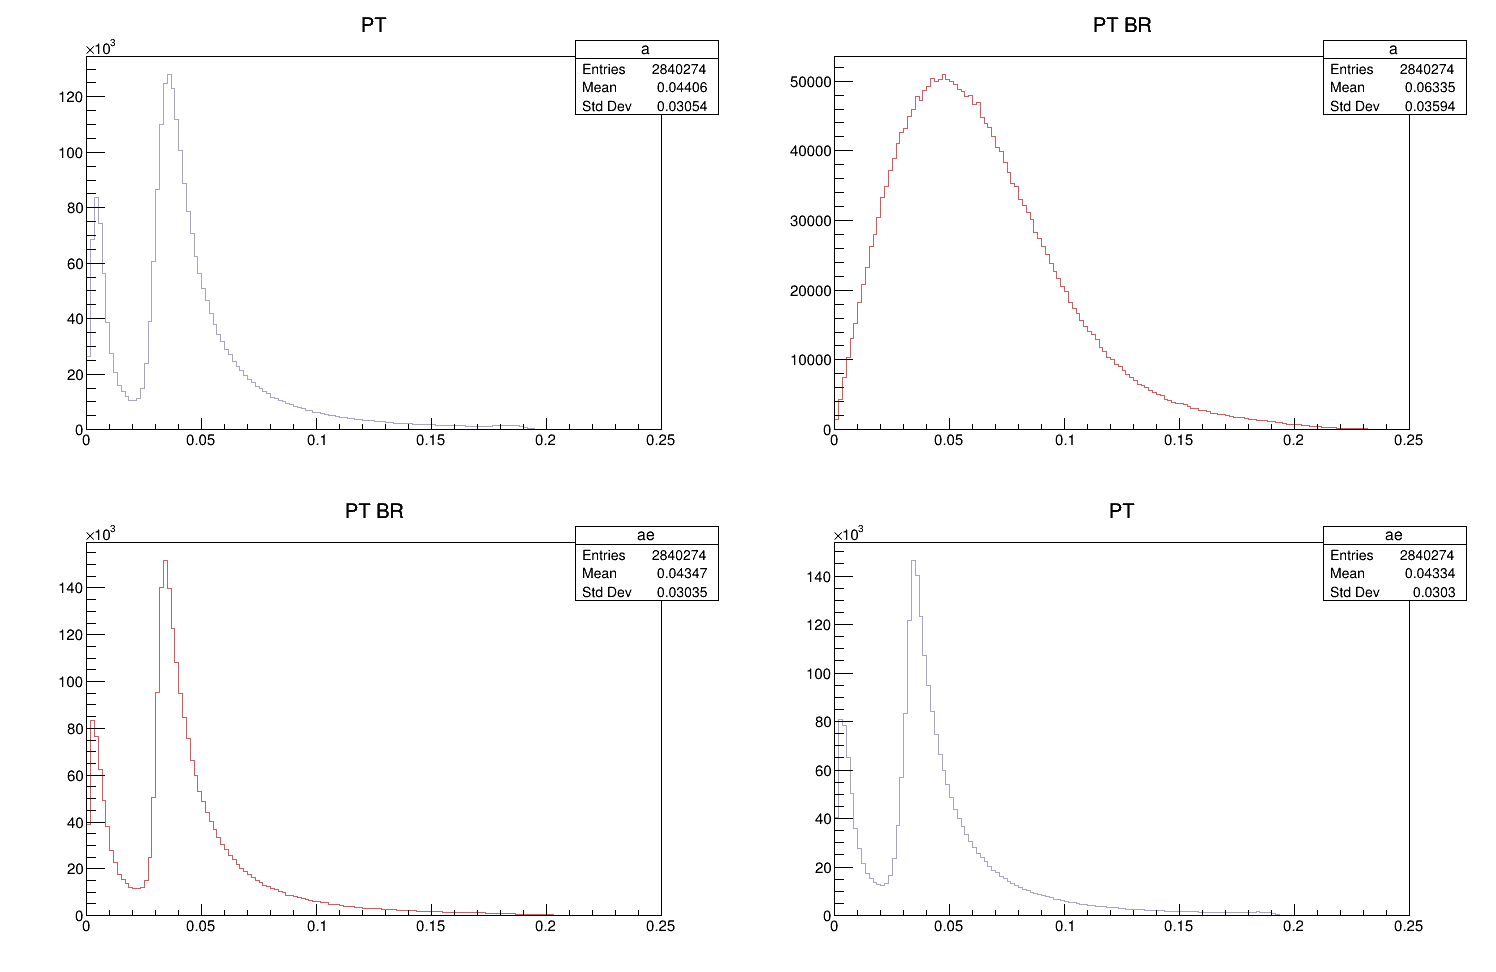 PT
×10³
a
Entries 2840274
Mean 0.04406
Std Dev 0.03054
120
100
80
60
40
20
0
0 0.05 0.1 0.15 0.2 0.25
PT BR
a
Entries 2840274
Mean 0.06335
Std Dev 0.03594
50000
40000
30000
20000
10000
0
0 0.05 0.1 0.15 0.2 0.25
PT BR
×10³
ae
Entries 2840274
Mean 0.04347
Std Dev 0.03035
140
120
100
80
60
40
20
0
0 0.05 0.1 0.15 0.2 0.25
PT
×10³
ae
Entries 2840274
Mean 0.04334
Std Dev 0.0303
140
120
100
80
60
40
20
0
0 0.05 0.1 0.15 0.2 0.25